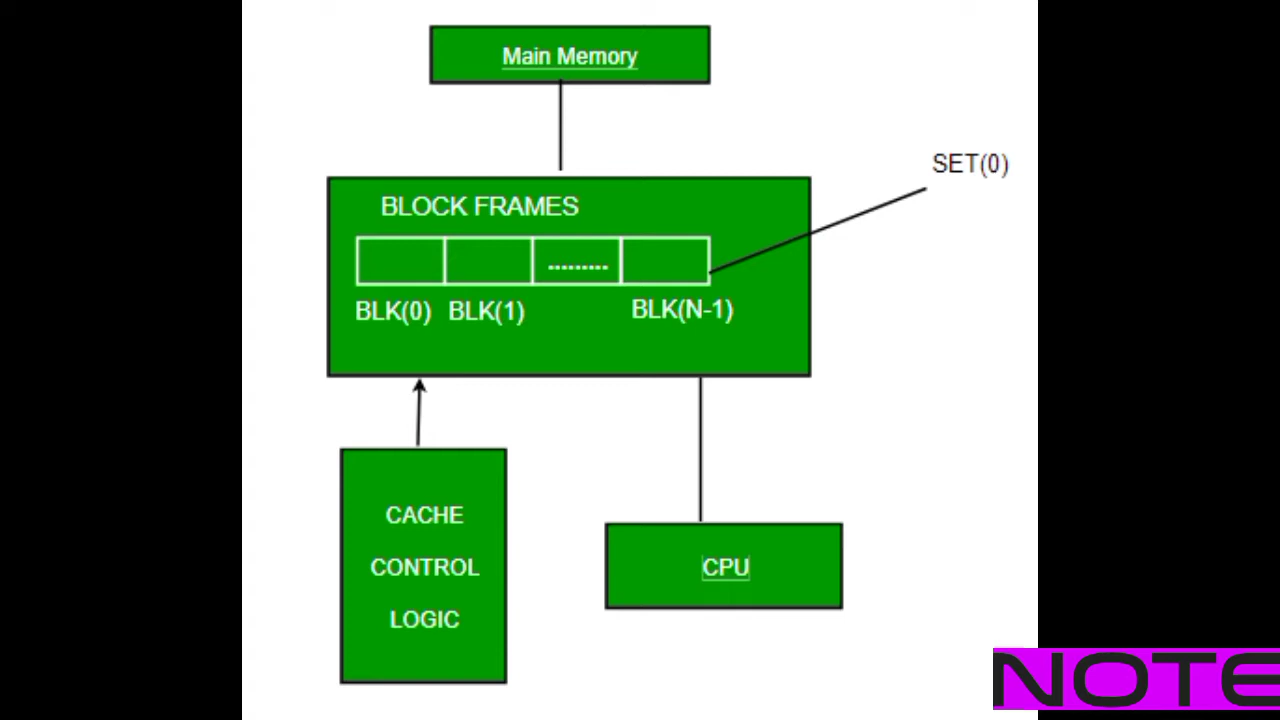 Main Memory
SET(0)
BLOCK FRAMES
.........
BLK(0) BLK(1) BLK(N-1)
CACHE
CONTROL
LOGIC
CPU
NOTE